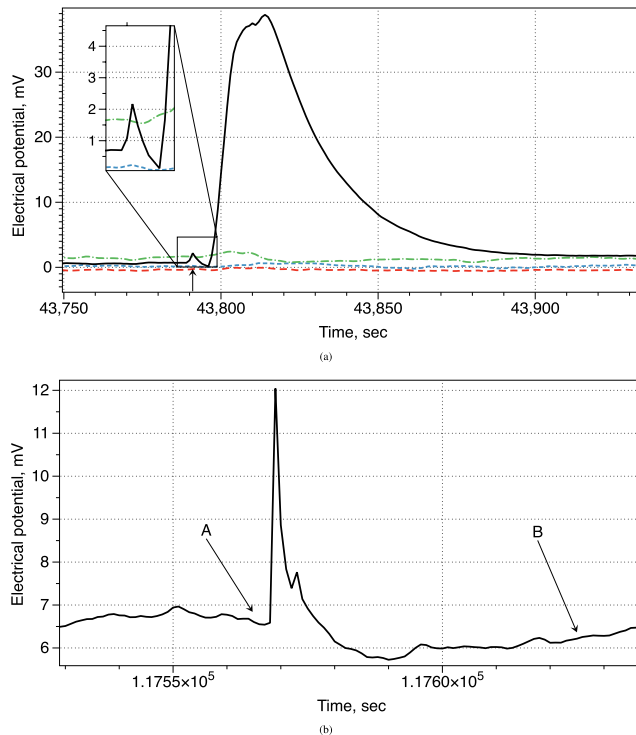 Electrical potential, mV
30
20
10
0
4
3
2
1
43,750
43,800
43,850
43,900
Time, sec
(a)
Electrical potential, mV
12
11
10
9
8
7
6
A
B
1.1755×10⁵
1.1760×10⁵
Time, sec
(b)